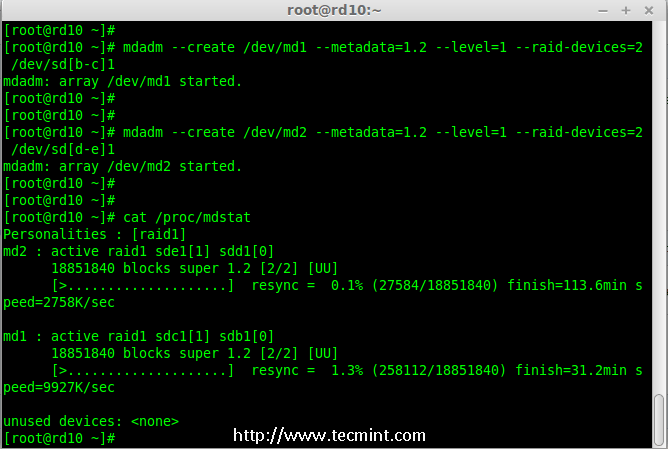 root@rd10:~
[root@rd10 ~]#
[root@rd10 ~]# mdadm --create /dev/md1 --metadata=1.2 --level=1 --raid-devices=2
 /dev/sd[b-c]1
mdadm: array /dev/md1 started.
[root@rd10 ~]#
[root@rd10 ~]#
[root@rd10 ~]# mdadm --create /dev/md2 --metadata=1.2 --level=1 --raid-devices=2
 /dev/sd[d-e]1
mdadm: array /dev/md2 started.
[root@rd10 ~]#
[root@rd10 ~]#
[root@rd10 ~]# cat /proc/mdstat
Personalities : [raid1]
md2 : active raid1 sde1[1] sdd1[0]
      18851840 blocks super 1.2 [2/2] [UU]
      [>....................]  resync =  0.1% (27584/18851840) finish=113.6min s
peed=2758K/sec

md1 : active raid1 sdc1[1] sdb1[0]
      18851840 blocks super 1.2 [2/2] [UU]
      [>....................]  resync =  1.3% (258112/18851840) finish=31.2min s
peed=9927K/sec

unused devices: <none>
[root@rd10 ~]#
http://www.tecmint.com